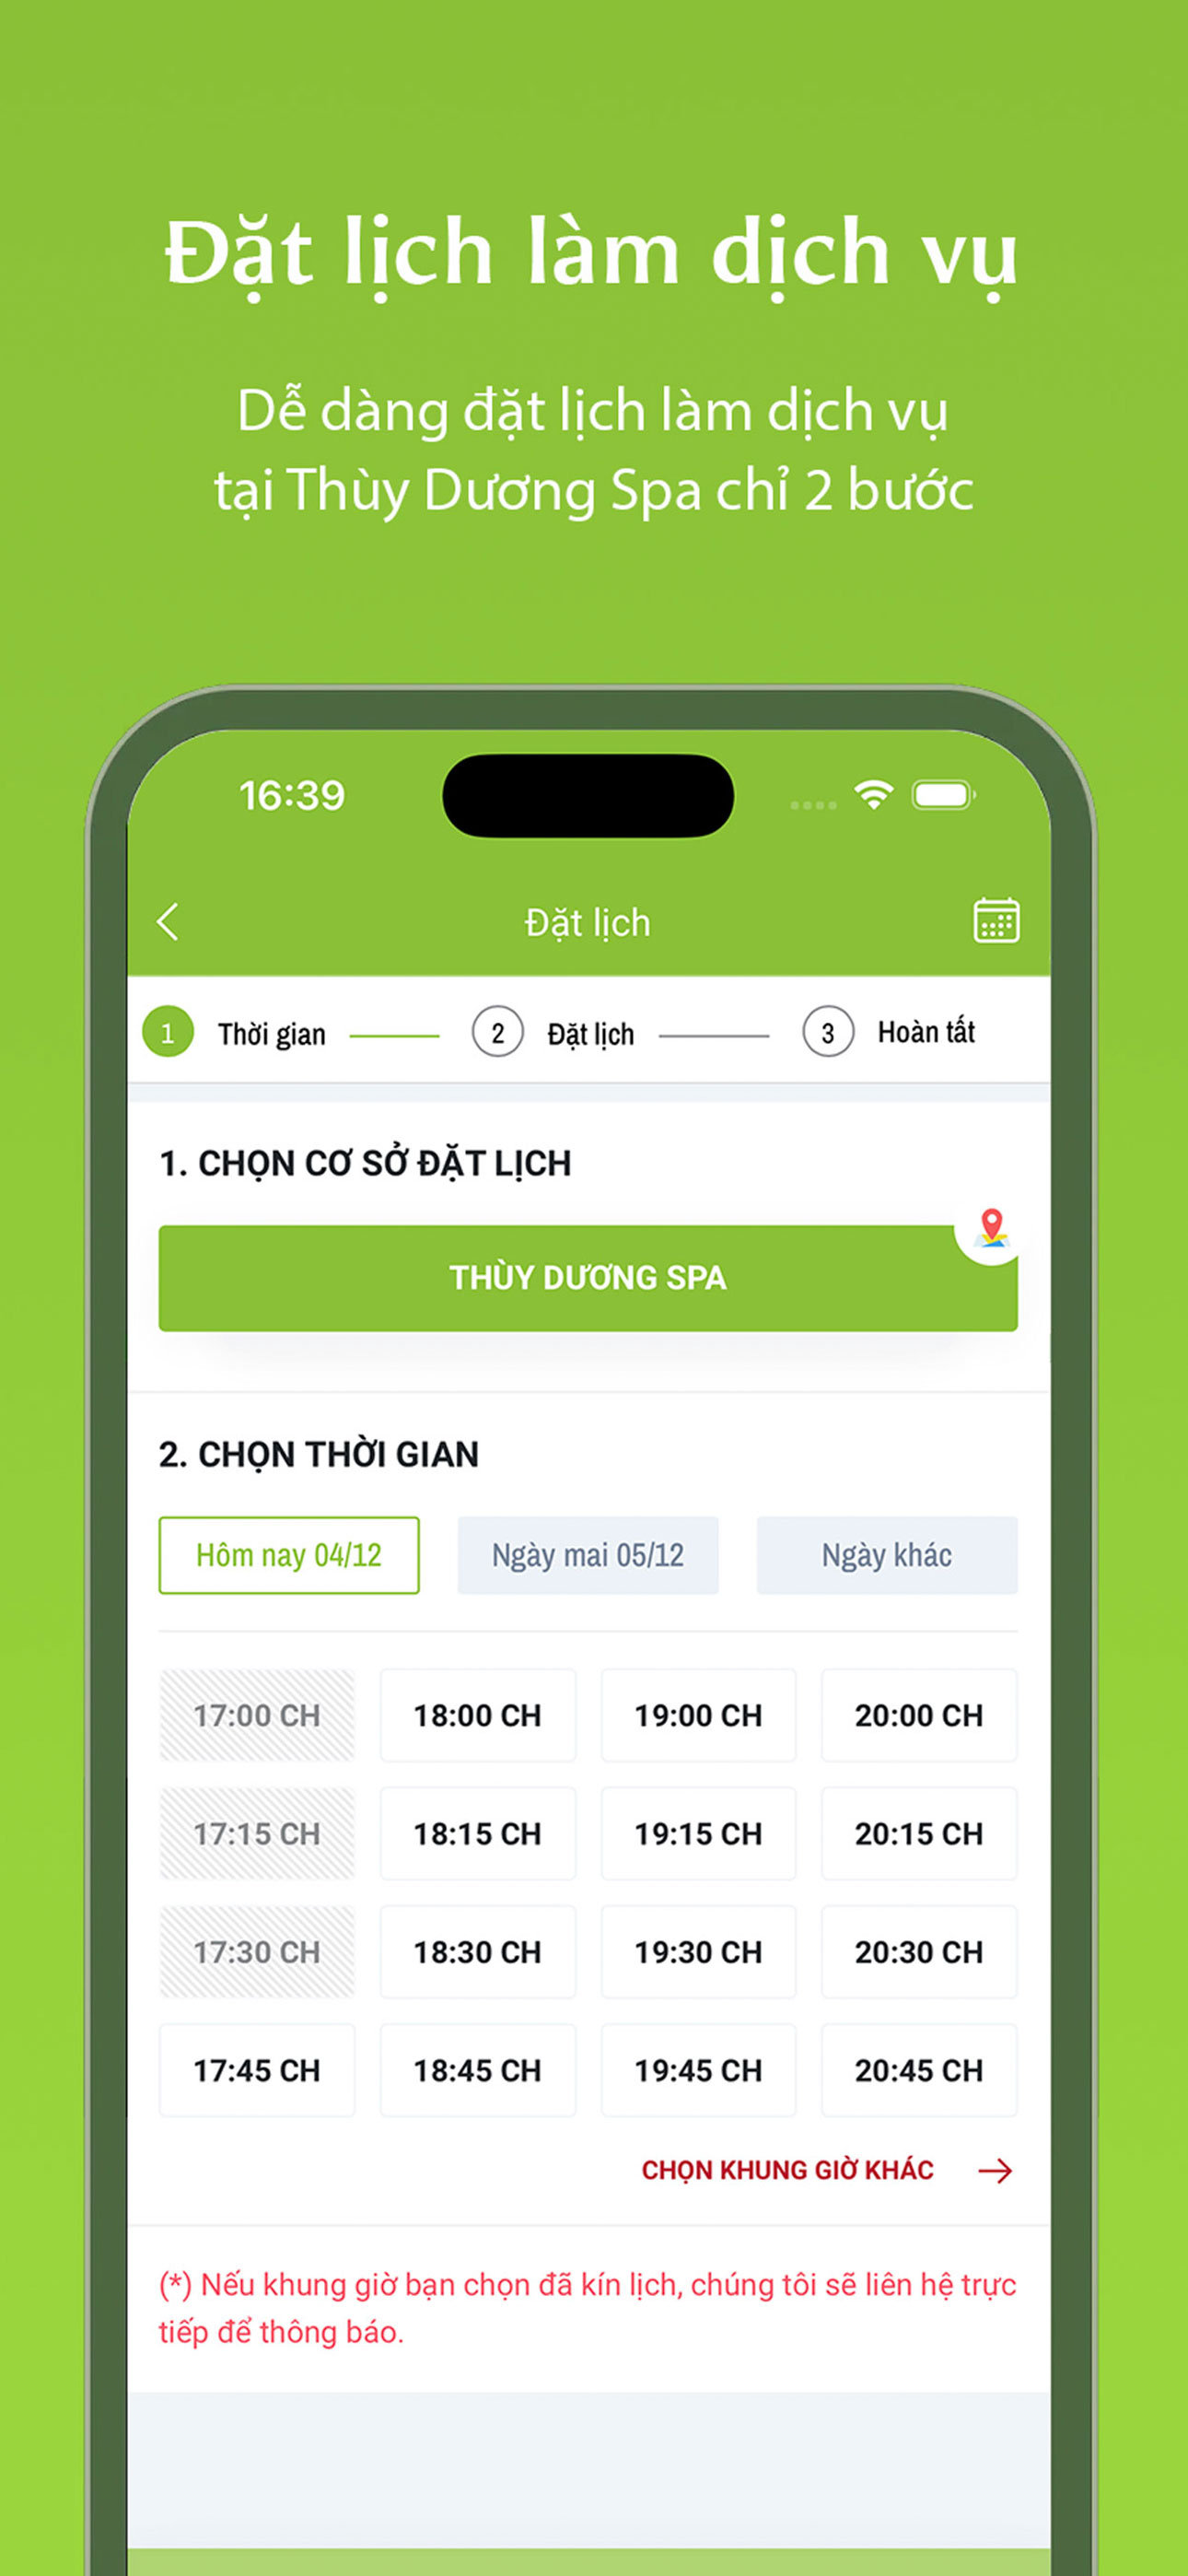 Đặt lịch làm dịch vụ
Dễ dàng đặt lịch làm dịch vụ
tại Thùy Dương Spa chỉ 2 bước
16:39
Đặt lịch
1 Thời gian 2 Đặt lịch 3 Hoàn tất
1. CHỌN CƠ SỞ ĐẶT LỊCH
THÙY DƯƠNG SPA
2. CHỌN THỜI GIAN
Hôm nay 04/12 Ngày mai 05/12 Ngày khác
17:00 CH 18:00 CH 19:00 CH 20:00 CH
17:15 CH 18:15 CH 19:15 CH 20:15 CH
17:30 CH 18:30 CH 19:30 CH 20:30 CH
17:45 CH 18:45 CH 19:45 CH 20:45 CH
CHỌN KHUNG GIỜ KHÁC →
(*) Nếu khung giờ bạn chọn đã kín lịch, chúng tôi sẽ liên hệ trực
tiếp để thông báo.